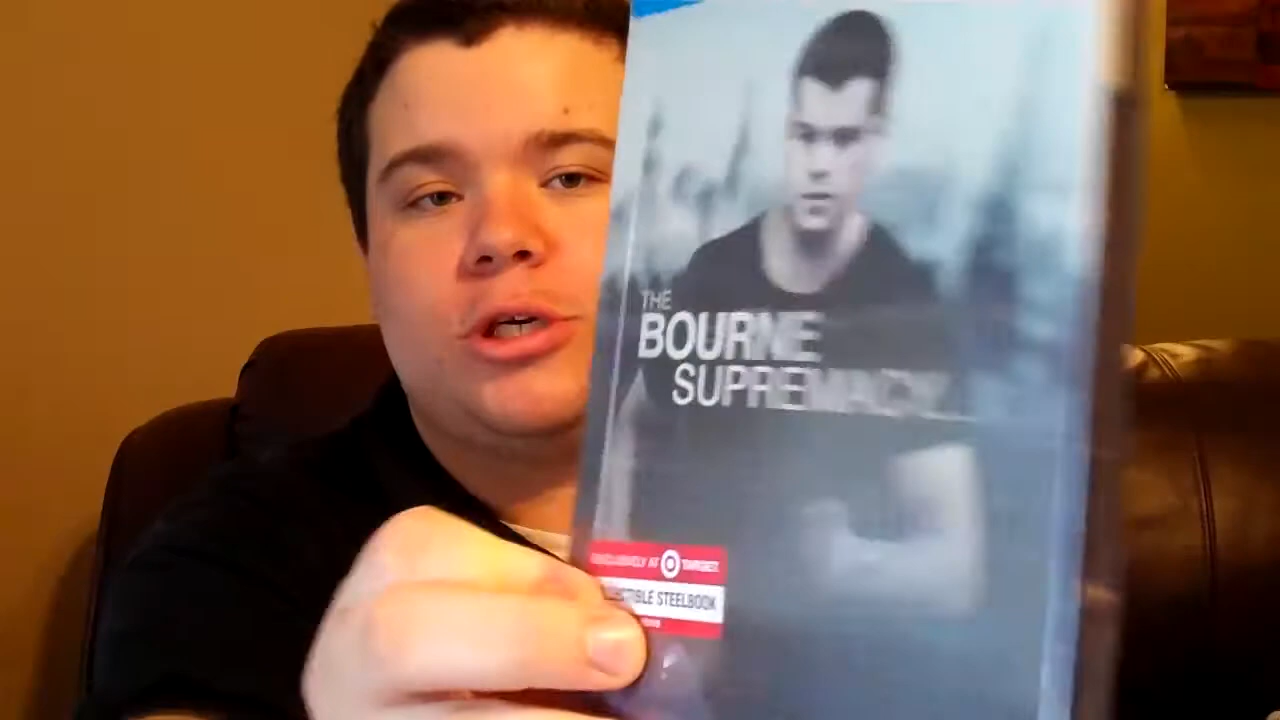 THE
BOURNE
SUPREMACY
EXCLUSIVELY AT TARGET
STEELBOOK